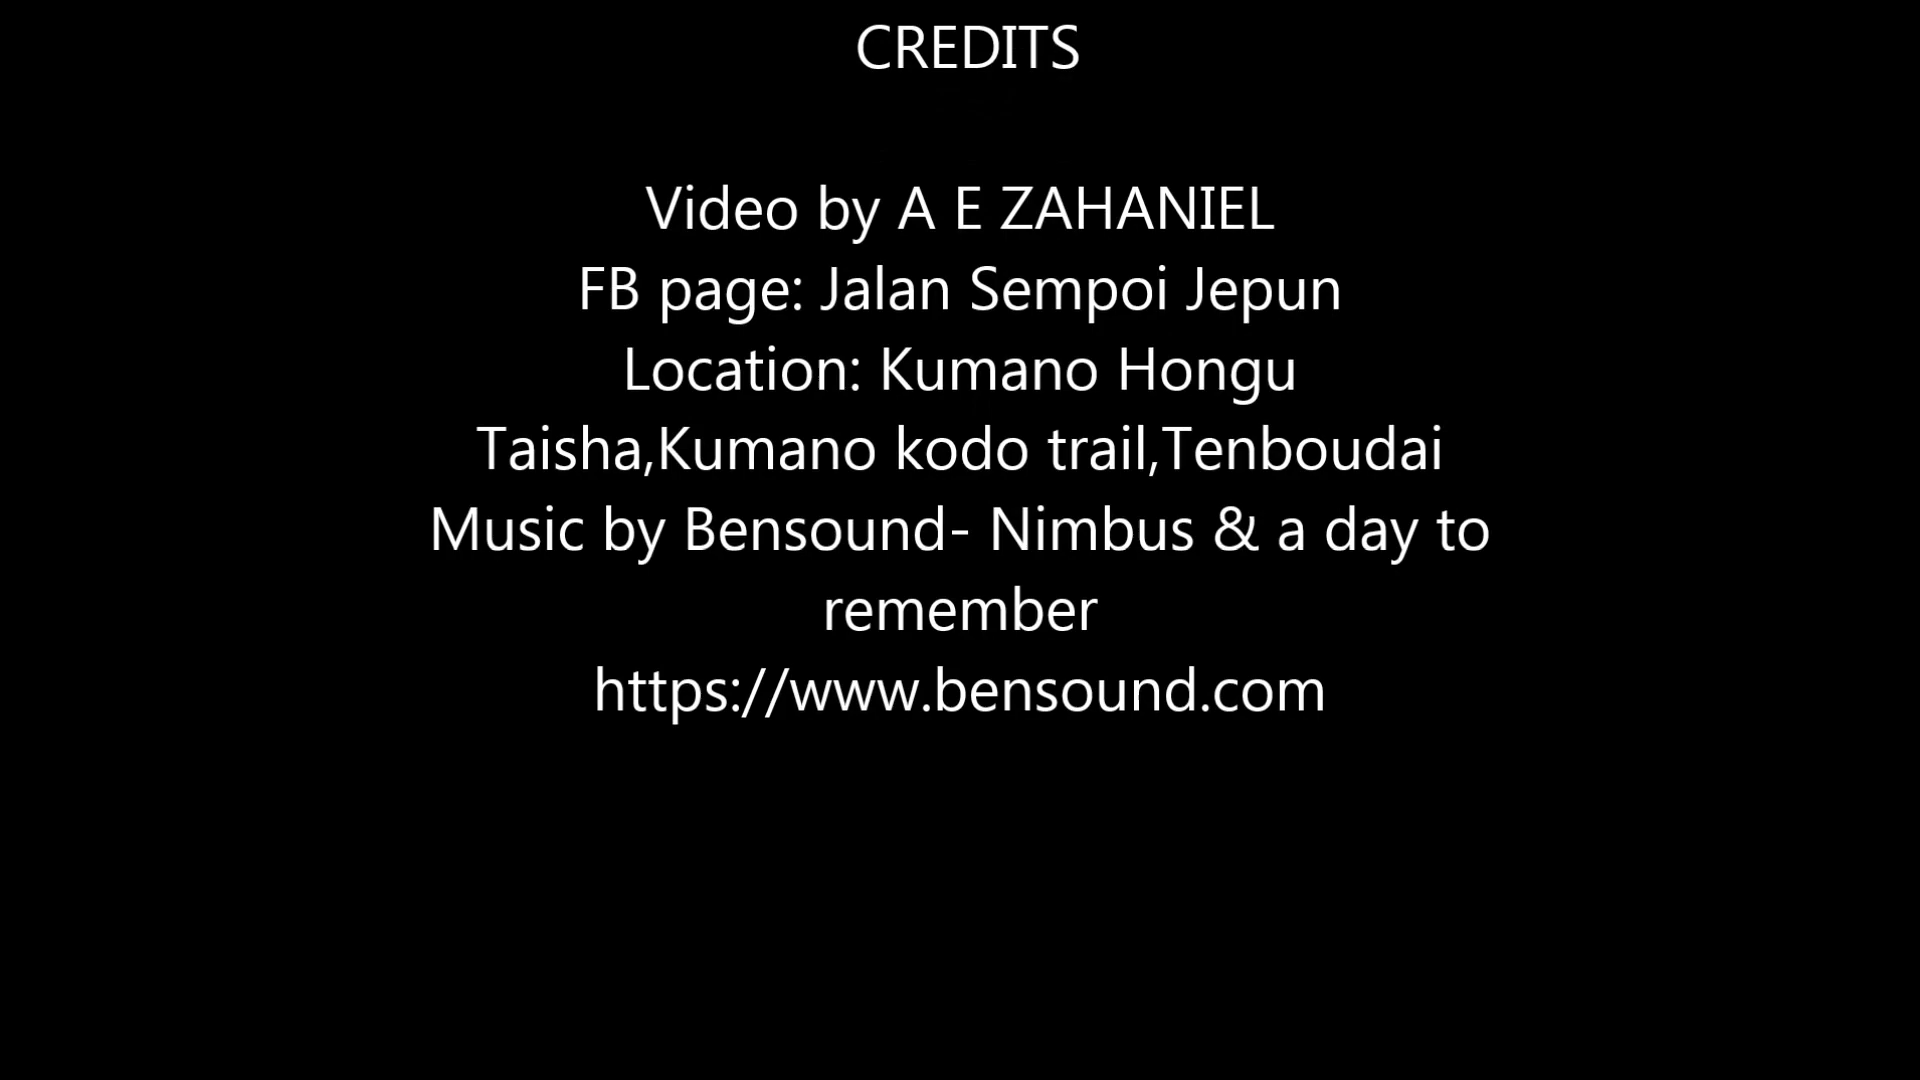 CREDITS
Video by A E ZAHANIEL
FB page: Jalan Sempoi Jepun
Location: Kumano Hongu
Taisha,Kumano kodo trail,Tenboudai
Music by Bensound- Nimbus & a day to
remember
https://www.bensound.com